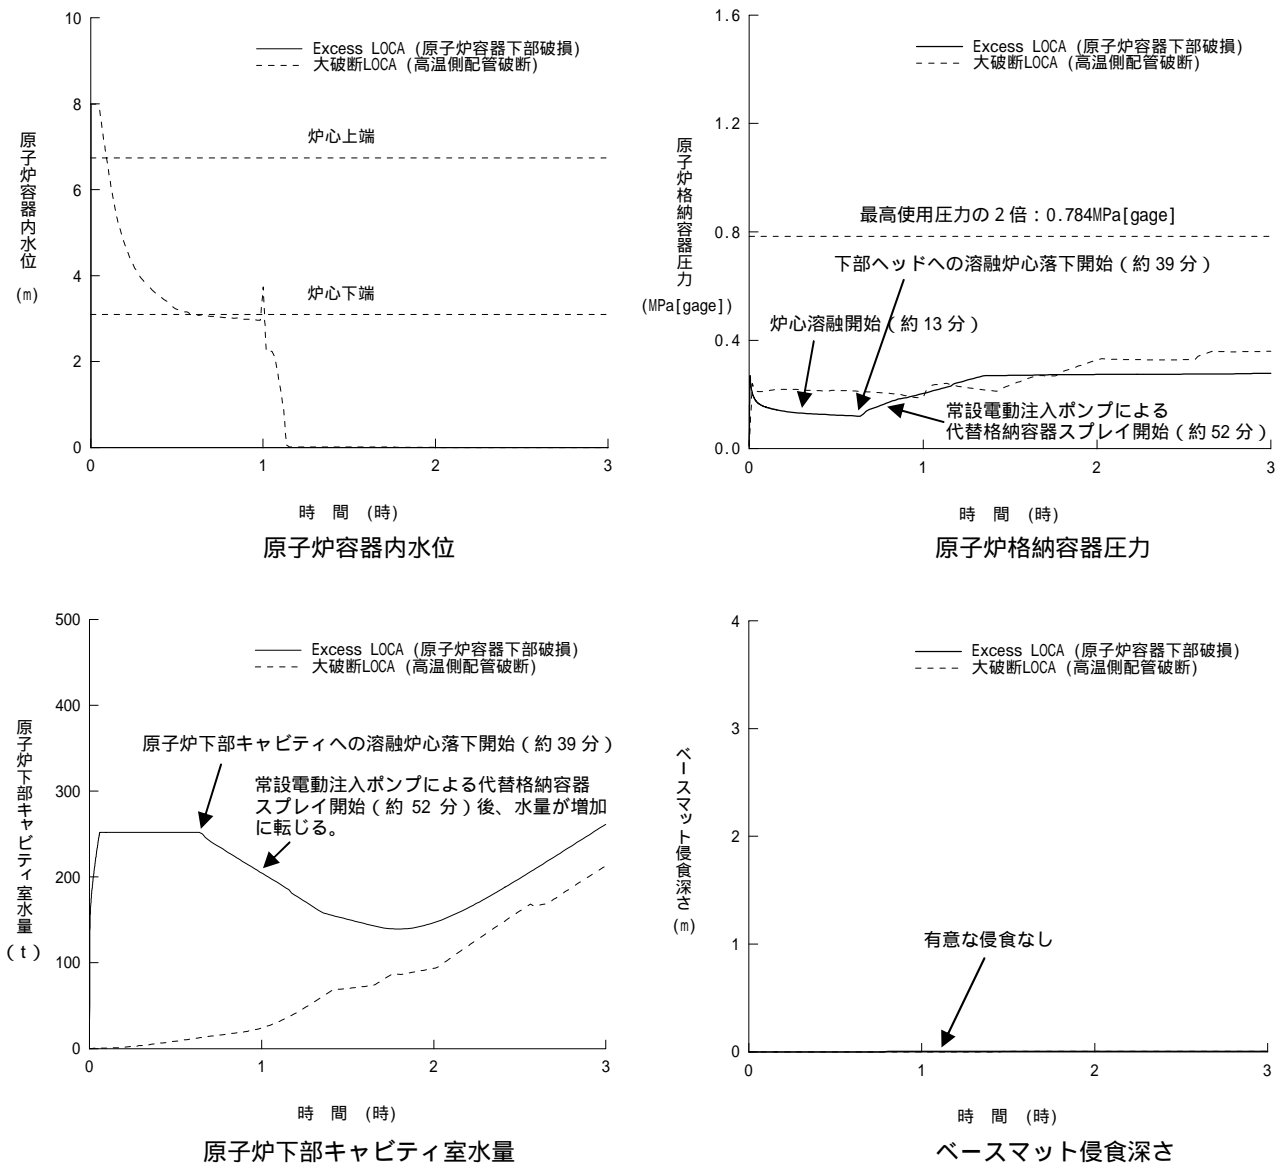 10
8
6
4
2
0
0
1
2
3
Excess LOCA (原子炉容器下部破損)
大破断LOCA (高温側配管破断)
炉心上端
炉心下端
原子炉容器内水位
(m)
時 間 (時)
原子炉容器内水位
1.6
1.2
0.8
0.4
0.0
0
1
2
3
Excess LOCA (原子炉容器下部破損)
大破断LOCA (高温側配管破断)
最高使用圧力の2倍:0.784MPa[gage]
下部ヘッドへの溶融炉心落下開始(約39分)
炉心溶融開始(約13分)
常設電動注入ポンプによる
代替格納容器スプレイ開始(約52分)
原子炉格納容器圧力
(MPa[gage])
時 間 (時)
原子炉格納容器圧力
500
400
300
200
100
0
0
1
2
3
Excess LOCA (原子炉容器下部破損)
大破断LOCA (高温側配管破断)
原子炉下部キャビティへの溶融炉心落下開始(約39分)
常設電動注入ポンプによる代替格納容器
スプレイ開始(約 52 分)後、水量が増加
に転じる。
原子炉下部キャビティ室水量
(t)
時 間 (時)
原子炉下部キャビティ室水量
4
3
2
1
0
0
1
2
3
Excess LOCA (原子炉容器下部破損)
大破断LOCA (高温側配管破断)
有意な侵食なし
ベースマット侵食深さ
(m)
時 間 (時)
ベースマット侵食深さ